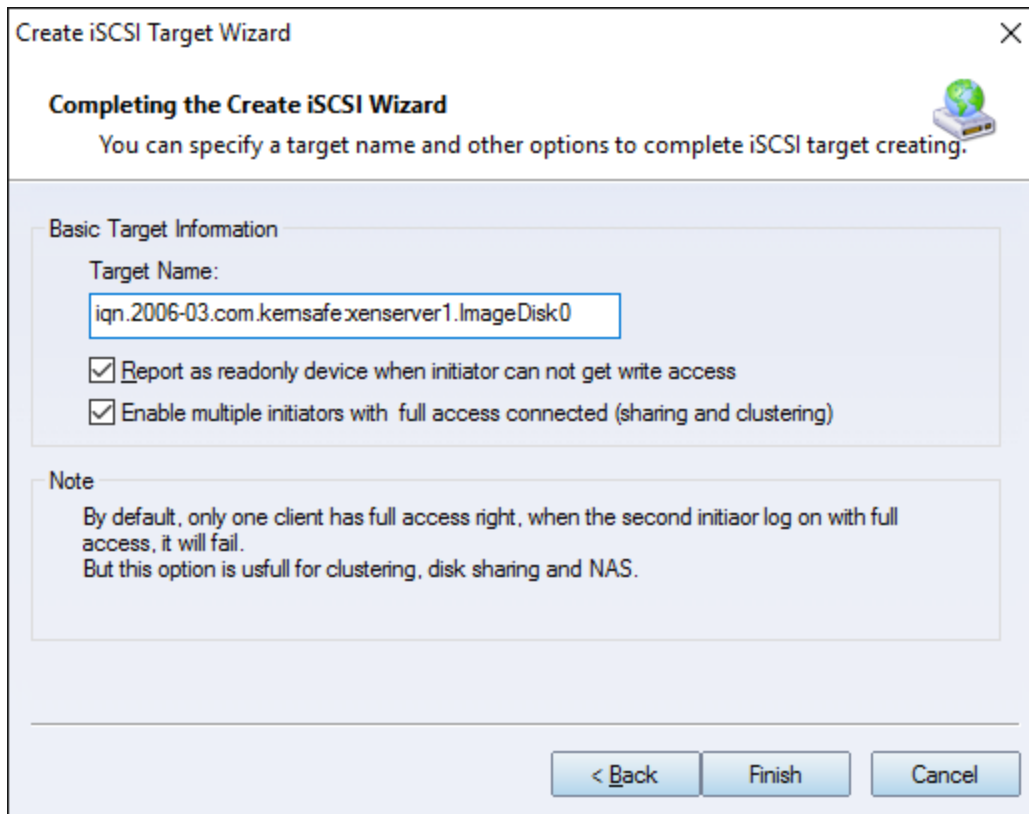 Create iSCSI Target Wizard
Completing the Create iSCSI Wizard
You can specify a target name and other options to complete iSCSI target creating.
Basic Target Information
Target Name:
iqn.2006-03.com.kernsafe:xenserver1.ImageDisk0
Report as readonly device when initiator can not get write access
Enable multiple initiators with full access connected (sharing and clustering)
Note
By default, only one client has full access right, when the second initiaor log on with full
access, it will fail.
But this option is usfull for clustering, disk sharing and NAS.
< Back
Finish
Cancel